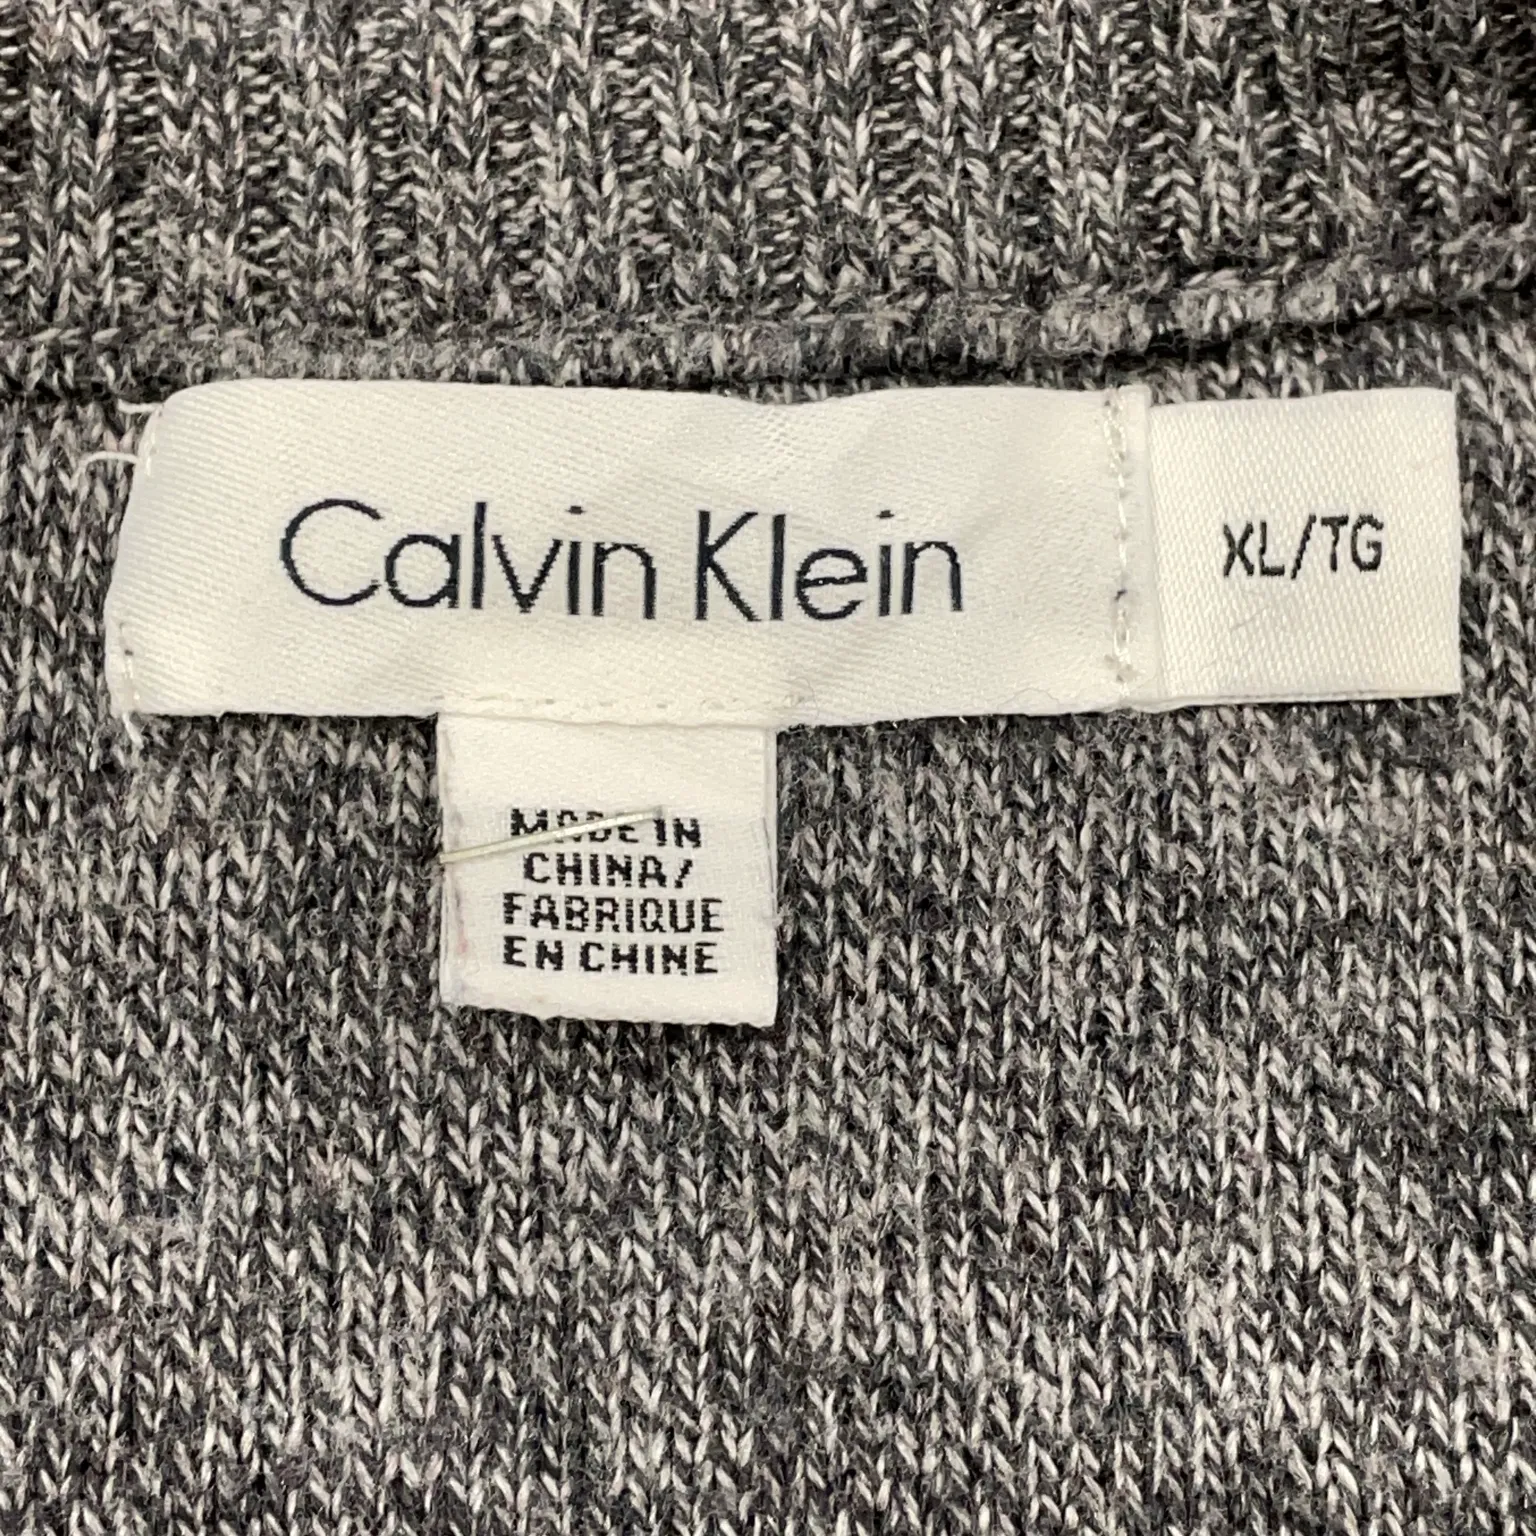 Calvin Klein
XL/TG
MADE IN
CHINA/
FABRIQUE
EN CHINE